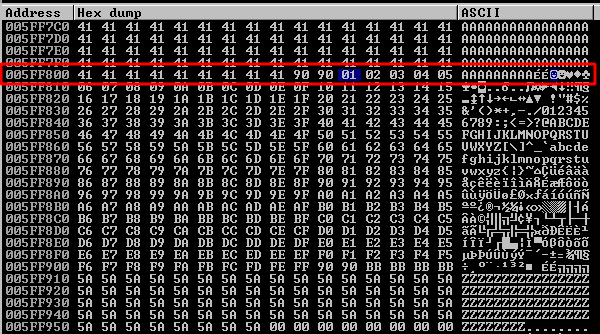 Address Hex dump ASCII
005FF7C0 41 41 41 41 41 41 41 41 41 41 41 41 41 41 41 41 AAAAAAAAAAAAAAAA
005FF7D0 41 41 41 41 41 41 41 41 41 41 41 41 41 41 41 41 AAAAAAAAAAAAAAAA
005FF7E0 41 41 41 41 41 41 41 41 41 41 41 41 41 41 41 41 AAAAAAAAAAAAAAAA
005FF7F0 41 41 41 41 41 41 41 41 41 41 41 41 41 41 41 41 AAAAAAAAAAAAAAAA
005FF800 41 41 41 41 41 41 41 41 41 90 90 01 02 03 04 05 AAAAAAAAAÉÉ☺☻♥♦♣
005FF810 06 07 08 09 0A 0B 0C 0D 0E 0F 10 11 12 13 14 15
005FF820 16 17 18 19 1A 1B 1C 1D 1E 1F 20 21 22 23 24 25 ▬↨↑↓→←∟↔▲▼ !"#$%
005FF830 26 27 28 29 2A 2B 2C 2D 2E 2F 30 31 32 33 34 35 &'()*+,-./012345
005FF840 36 37 38 39 3A 3B 3C 3D 3E 3F 40 41 42 43 44 45 6789:;<=>?@ABCDE
005FF850 46 47 48 49 4A 4B 4C 4D 4E 4F 50 51 52 53 54 55 FGHIJKLMNOPQRSTU
005FF860 56 57 58 59 5A 5B 5C 5D 5E 5F 60 61 62 63 64 65 VWXYZ[\]^_`abcde
005FF870 66 67 68 69 6A 6B 6C 6D 6E 6F 70 71 72 73 74 75 fghijklmnopqrstu
005FF880 76 77 78 79 7A 7B 7C 7D 7E 7F 80 81 82 83 84 85 vwxyz{|}~⌂Çüéâäà
005FF890 86 87 88 89 8A 8B 8C 8D 8E 8F 90 91 92 93 94 95 åçêëèïîìÄÅÉæÆôöò
005FF8A0 96 97 98 99 9A 9B 9C 9D 9E 9F A0 A1 A2 A3 A4 A5 ûùÿÖÜø£Ø×ƒáíóúñÑ
005FF8B0 A6 A7 A8 A9 AA AB AC AD AE AF B0 B1 B2 B3 B4 B5 ªº¿®¬½¼¡«»░▒▓│┤Á
005FF8C0 B6 B7 B8 B9 BA BB BC BD BE BF C0 C1 C2 C3 C4 C5 ÂÀ©╣║╗╝¢¥┐└┴┬├─┼
005FF8D0 C6 C7 C8 C9 CA CB CC CD CE CF D0 D1 D2 D3 D4 D5 ãÃ╚╔╩╦╠═╬¤ðÐÊËÈı
005FF8E0 D6 D7 D8 D9 DA DB DC DD DE DF E0 E1 E2 E3 E4 E5 ÍÎÏ┘┌█▄¦Ì▀ÓßÔÒõÕ
005FF8F0 E6 E7 E8 E9 EA EB EC ED EE EF F0 F1 F2 F3 F4 F5 µþÞÚÛÙýÝ¯´­±‗¾¶§
005FF900 F6 F7 F8 F9 FA FB FC FD FE FF 90 90 BB BB BB BB
005FF910 5A 5A 5A 5A 5A 5A 5A 5A 5A 5A 5A 5A 5A 5A 5A 5A ZZZZZZZZZZZZZZZZ
005FF920 5A 5A 5A 5A 5A 5A 5A 5A 5A 5A 5A 5A 5A 5A 5A 5A ZZZZZZZZZZZZZZZZ
005FF930 5A 5A 5A 5A 5A 5A 5A 5A 5A 5A 5A 5A 5A 5A 5A 5A ZZZZZZZZZZZZZZZZ
005FF940 5A 5A 5A 5A 5A 5A 5A 5A 5A 5A 5A 5A 5A 5A 5A 5A ZZZZZZZZZZZZZZZZ
005FF950 5A 5A 5A 5A 5A 5A 5A 5A 00 00 00 00 00 00 00 00 ZZZZZZZZ........